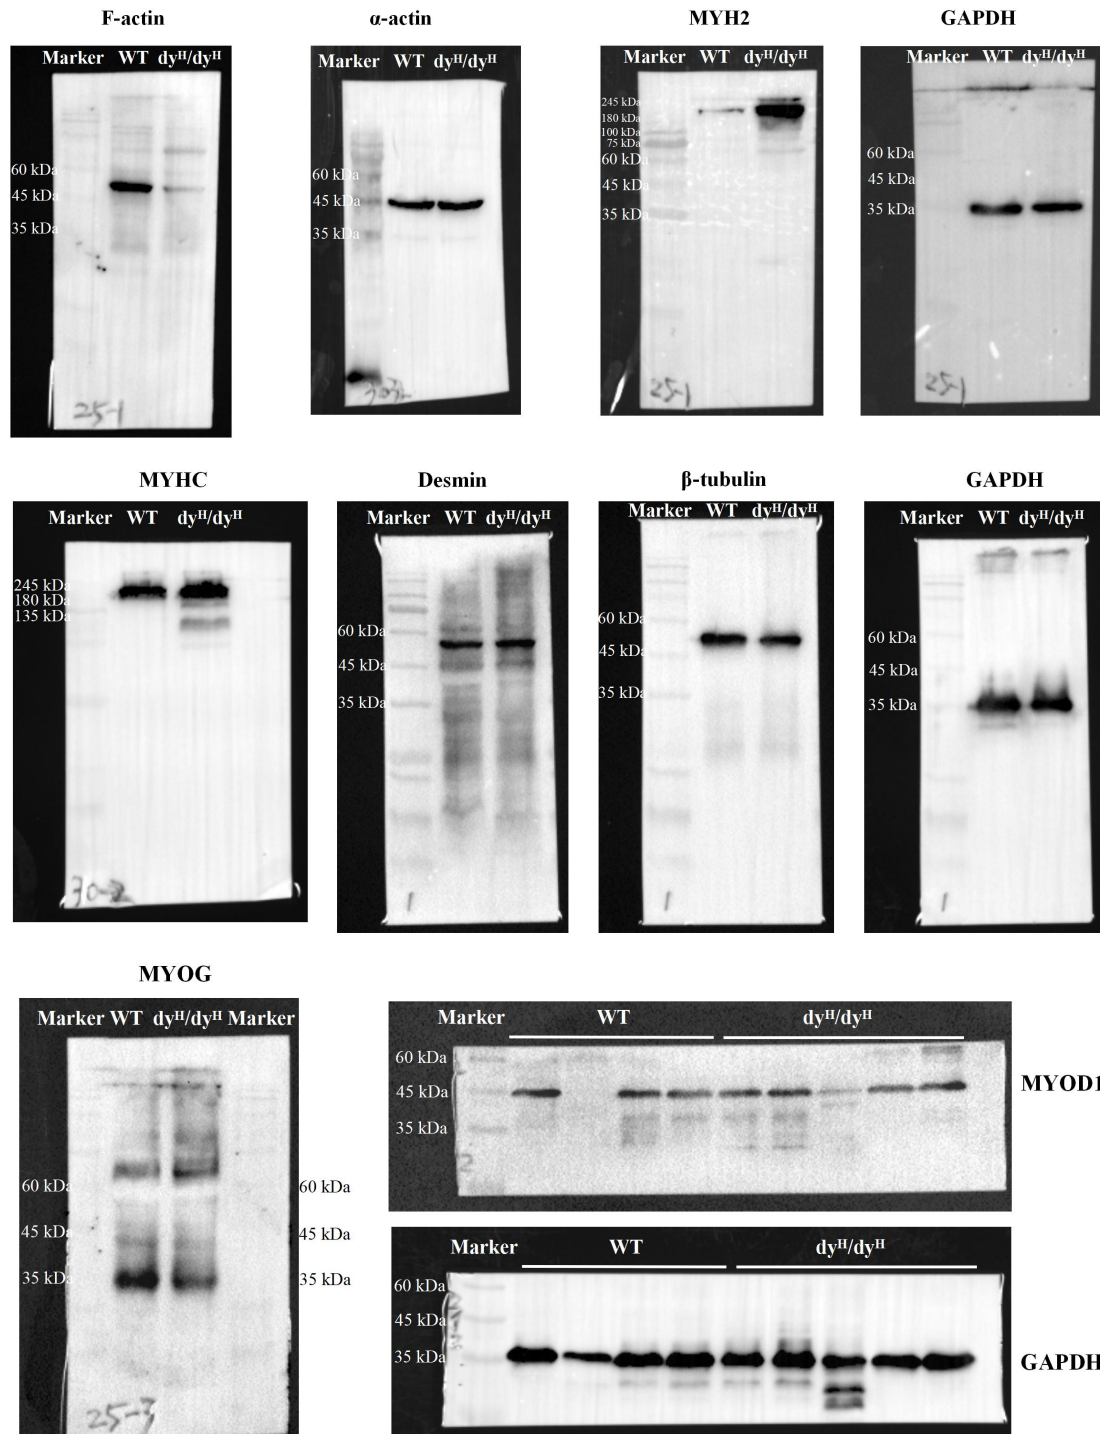 F-actin
Marker WT dyᴴ/dyᴴ
60 kDa
45 kDa
35 kDa
25-1
α-actin
Marker WT dyᴴ/dyᴴ
60 kDa
45 kDa
35 kDa
MYH2
Marker WT dyᴴ/dyᴴ
245 kDa
180 kDa
100 kDa
75 kDa
60 kDa
45 kDa
35 kDa
25-1
GAPDH
Marker WT dyᴴ/dyᴴ
60 kDa
45 kDa
35 kDa
25-1
MYHC
Marker WT dyᴴ/dyᴴ
245 kDa
180 kDa
135 kDa
30-2
Desmin
Marker WT dyᴴ/dyᴴ
60 kDa
45 kDa
35 kDa
1
β-tubulin
Marker WT dyᴴ/dyᴴ
60 kDa
45 kDa
35 kDa
1
GAPDH
Marker WT dyᴴ/dyᴴ
60 kDa
45 kDa
35 kDa
1
MYOG
Marker WT dyᴴ/dyᴴ Marker
60 kDa 60 kDa
45 kDa 45 kDa
35 kDa 35 kDa
25-3
Marker WT dyᴴ/dyᴴ
60 kDa
45 kDa
35 kDa
2
MYOD1
Marker WT dyᴴ/dyᴴ
60 kDa
45 kDa
35 kDa
GAPDH